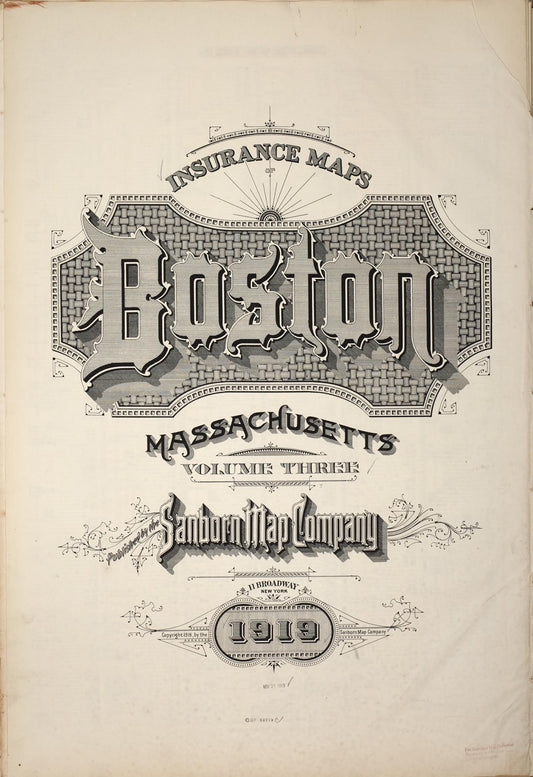 INSURANCE MAPS
OF
Boston
MASSACHUSETTS
VOLUME THREE
Published by the
Sanborn Map Company
11 BROADWAY
NEW YORK
Copyright 1919, by the
1919
Sanborn Map Company